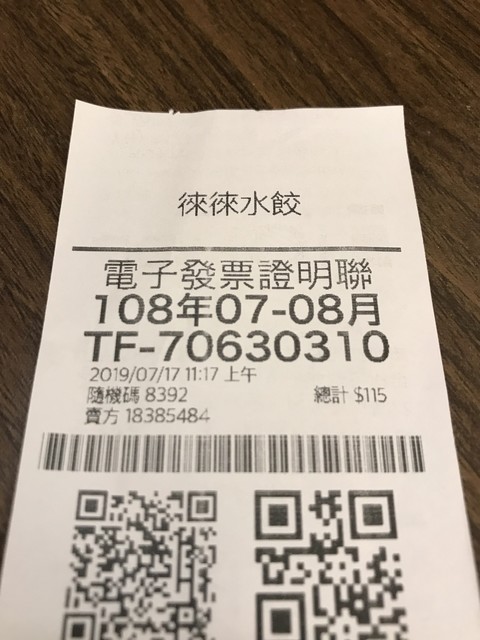 徠徠水餃
電子發票證明聯
108年07-08月
TF-70630310
2019/07/17 11:17 上午
隨機碼 8392 總計 $115
賣方 18385484